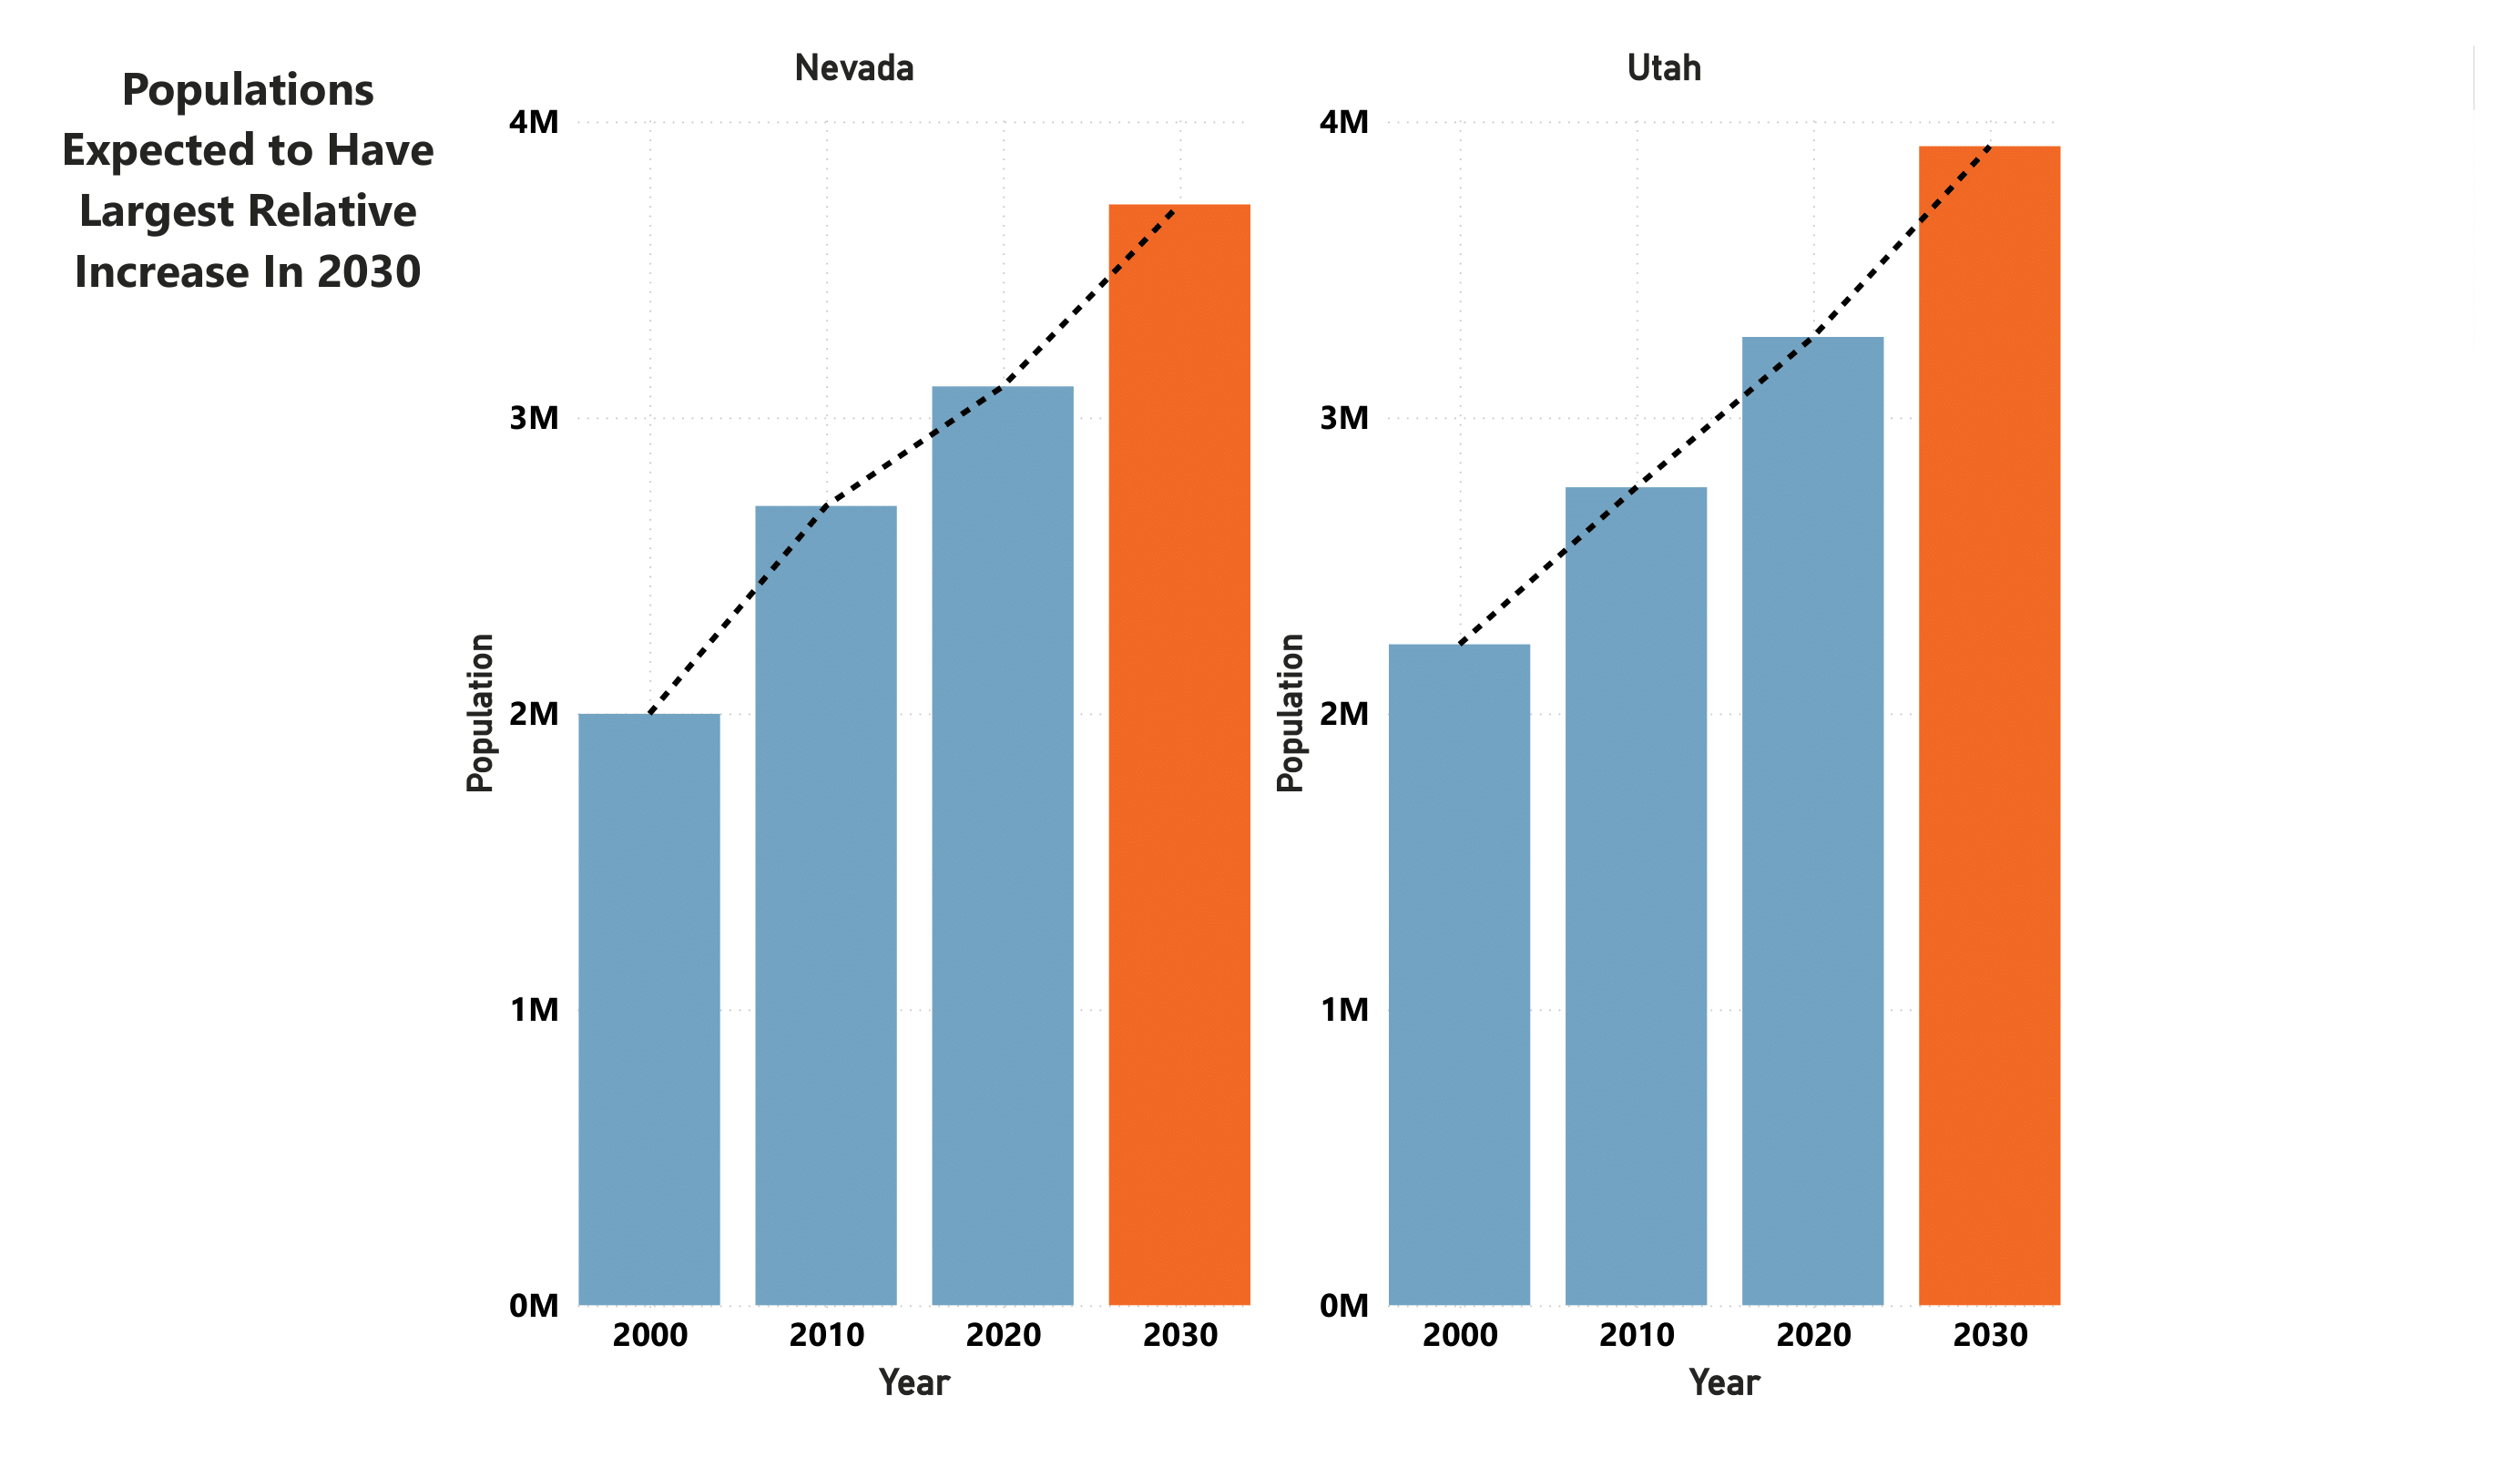 Populations
Expected to Have
Largest Relative
Increase In 2030
Nevada
4M
3M
2M
1M
0M
Population
2000 2010 2020 2030
Year
Utah
4M
3M
2M
1M
0M
Population
2000 2010 2020 2030
Year